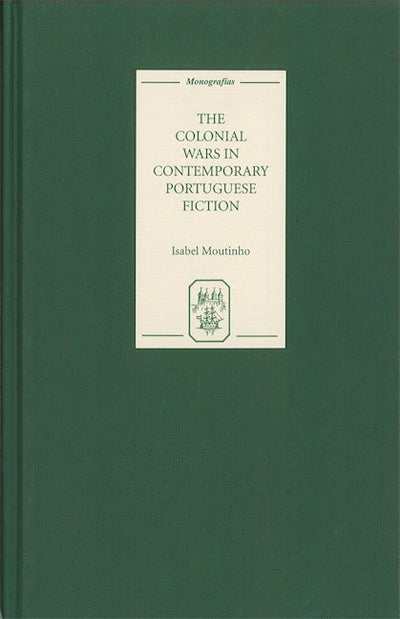 Monografías
THE
COLONIAL
WARS IN
CONTEMPORARY
PORTUGUESE
FICTION
Isabel Moutinho